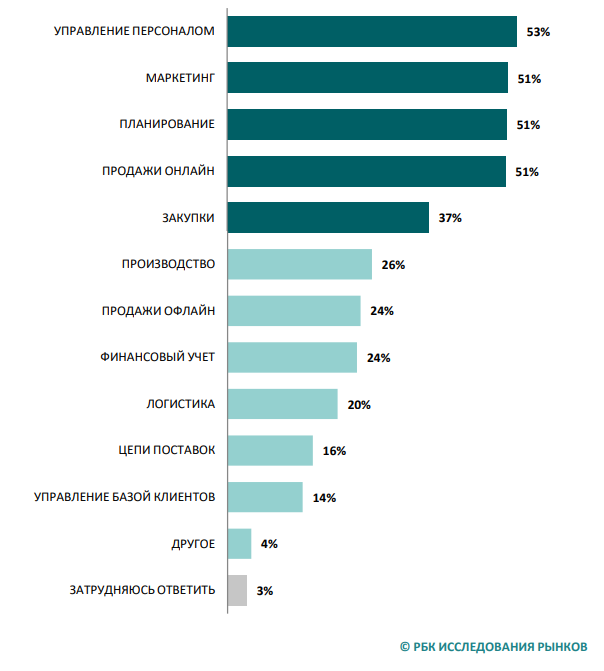 УПРАВЛЕНИЕ ПЕРСОНАЛОМ 53%
МАРКЕТИНГ 51%
ПЛАНИРОВАНИЕ 51%
ПРОДАЖИ ОНЛАЙН 51%
ЗАКУПКИ 37%
ПРОИЗВОДСТВО 26%
ПРОДАЖИ ОФЛАЙН 24%
ФИНАНСОВЫЙ УЧЕТ 24%
ЛОГИСТИКА 20%
ЦЕПИ ПОСТАВОК 16%
УПРАВЛЕНИЕ БАЗОЙ КЛИЕНТОВ 14%
ДРУГОЕ 4%
ЗАТРУДНЯЮСЬ ОТВЕТИТЬ 3%
© РБК ИССЛЕДОВАНИЯ РЫНКОВ